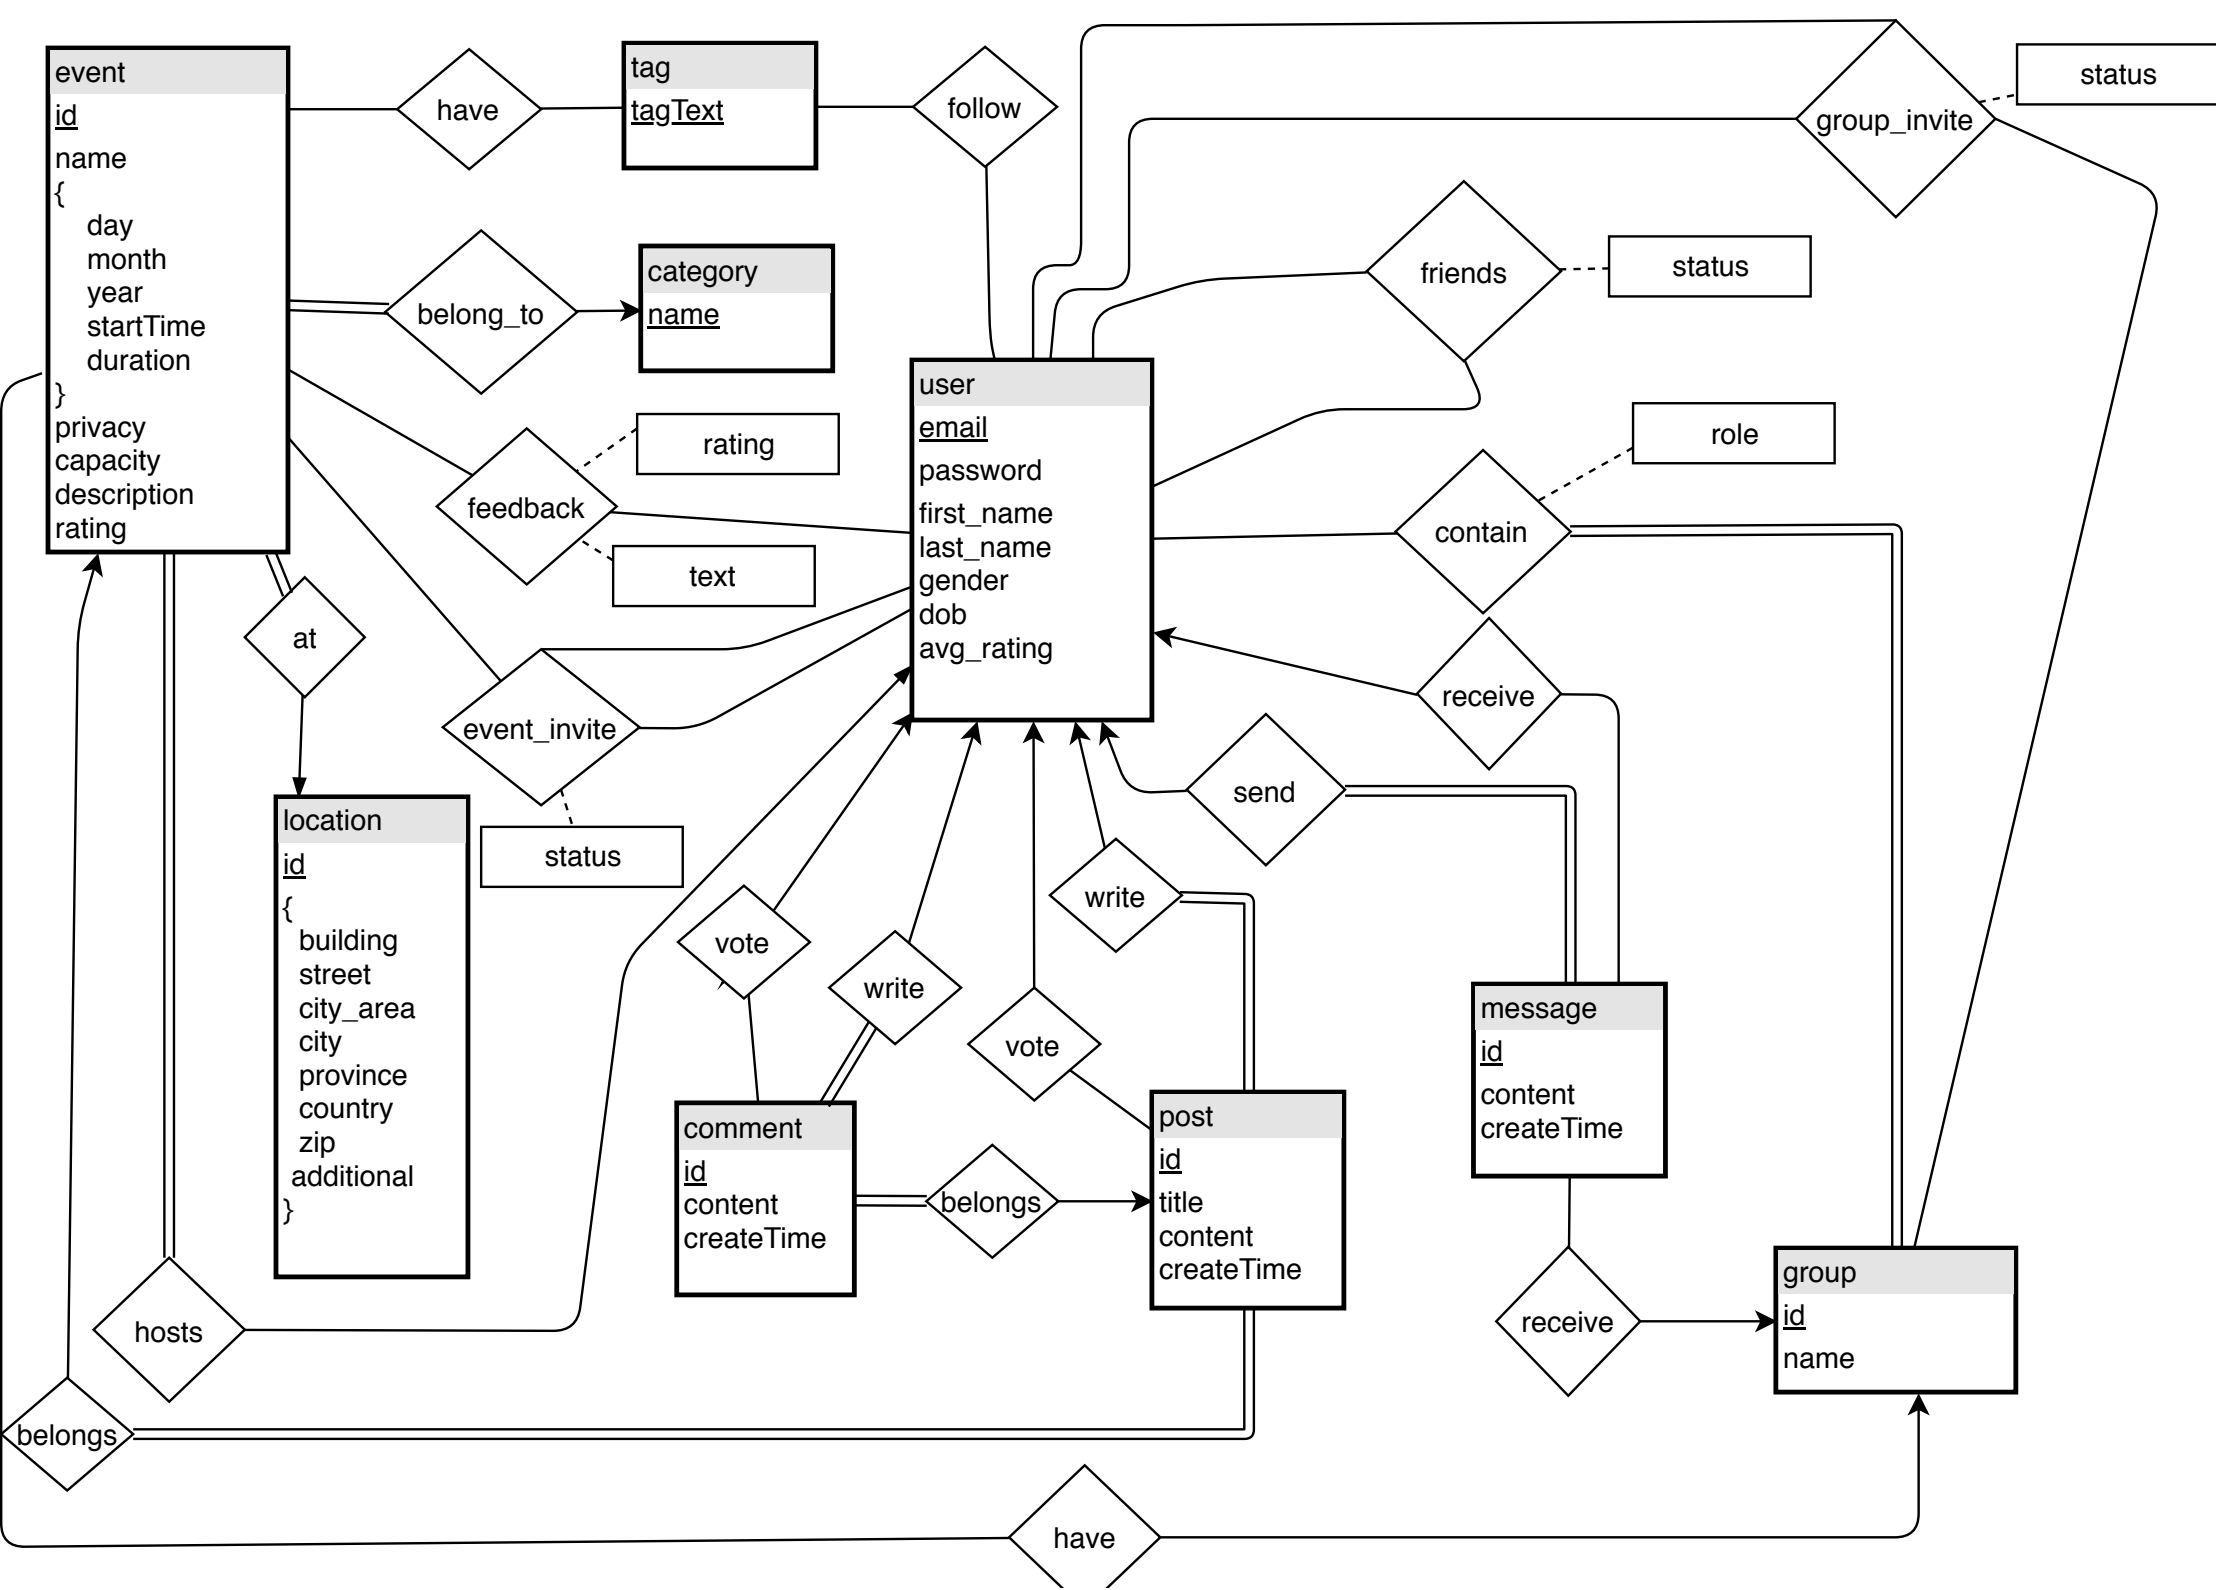 event
id
name
{
day
month
year
startTime
duration
}
privacy
capacity
description
rating
have
tag
tagText
follow
group_invite
status
belong_to
category
name
friends
status
rating
feedback
text
user
email
password
first_name
last_name
gender
dob
avg_rating
role
contain
at
event_invite
status
receive
send
location
id
{
building
street
city_area
city
province
country
zip
additional
}
vote
write
vote
write
message
id
content
createTime
comment
id
content
createTime
belongs
post
id
title
content
createTime
hosts
receive
group
id
name
belongs
have